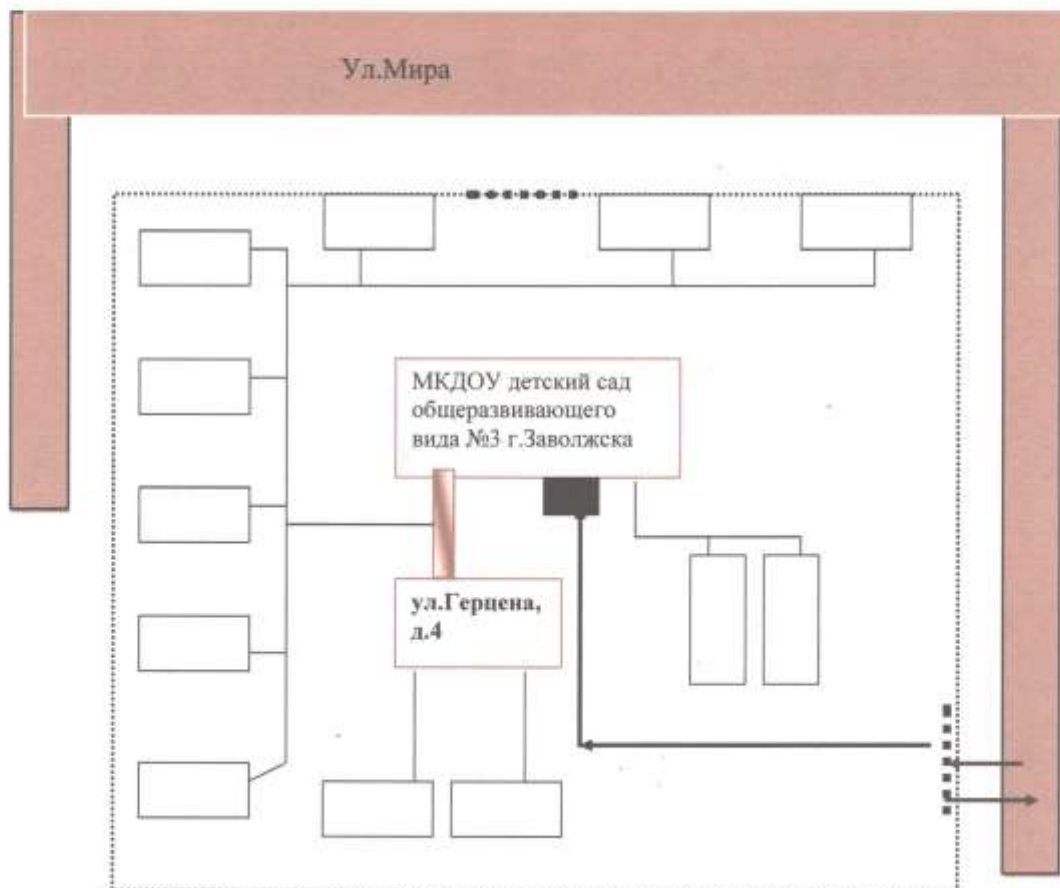 Ул.Мира
МКДОУ детский сад
общеразвивающего
вида №3 г.Заволжска
ул.Герцена,
д.4